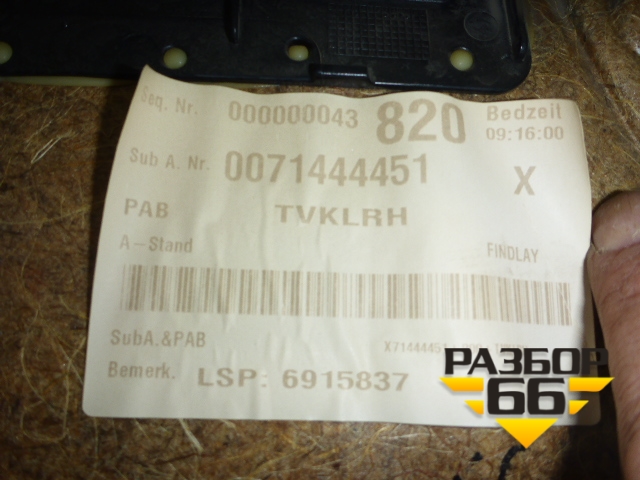 Seq. Nr. 000000043 820 Bedzeit
09:16:00
Sub A. Nr. 0071444451 X
PAB TVKLRH
A-Stand FINDLAY
SubA.&PAB X71444451
Bemerk. LSP: 6915837
РАЗБОР
66